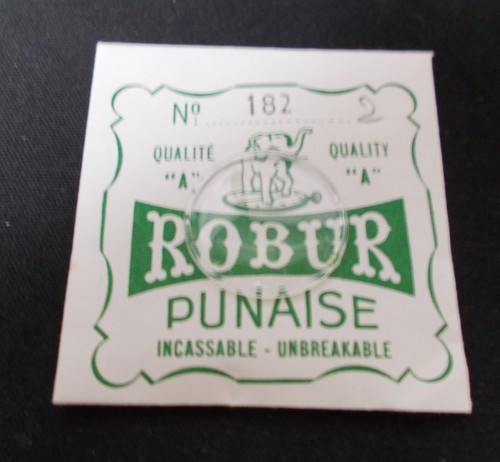 Nº 182 2
QUALITÉ QUALITY
"A" "A"
ROBUR
PUNAISE
INCASSABLE - UNBREAKABLE